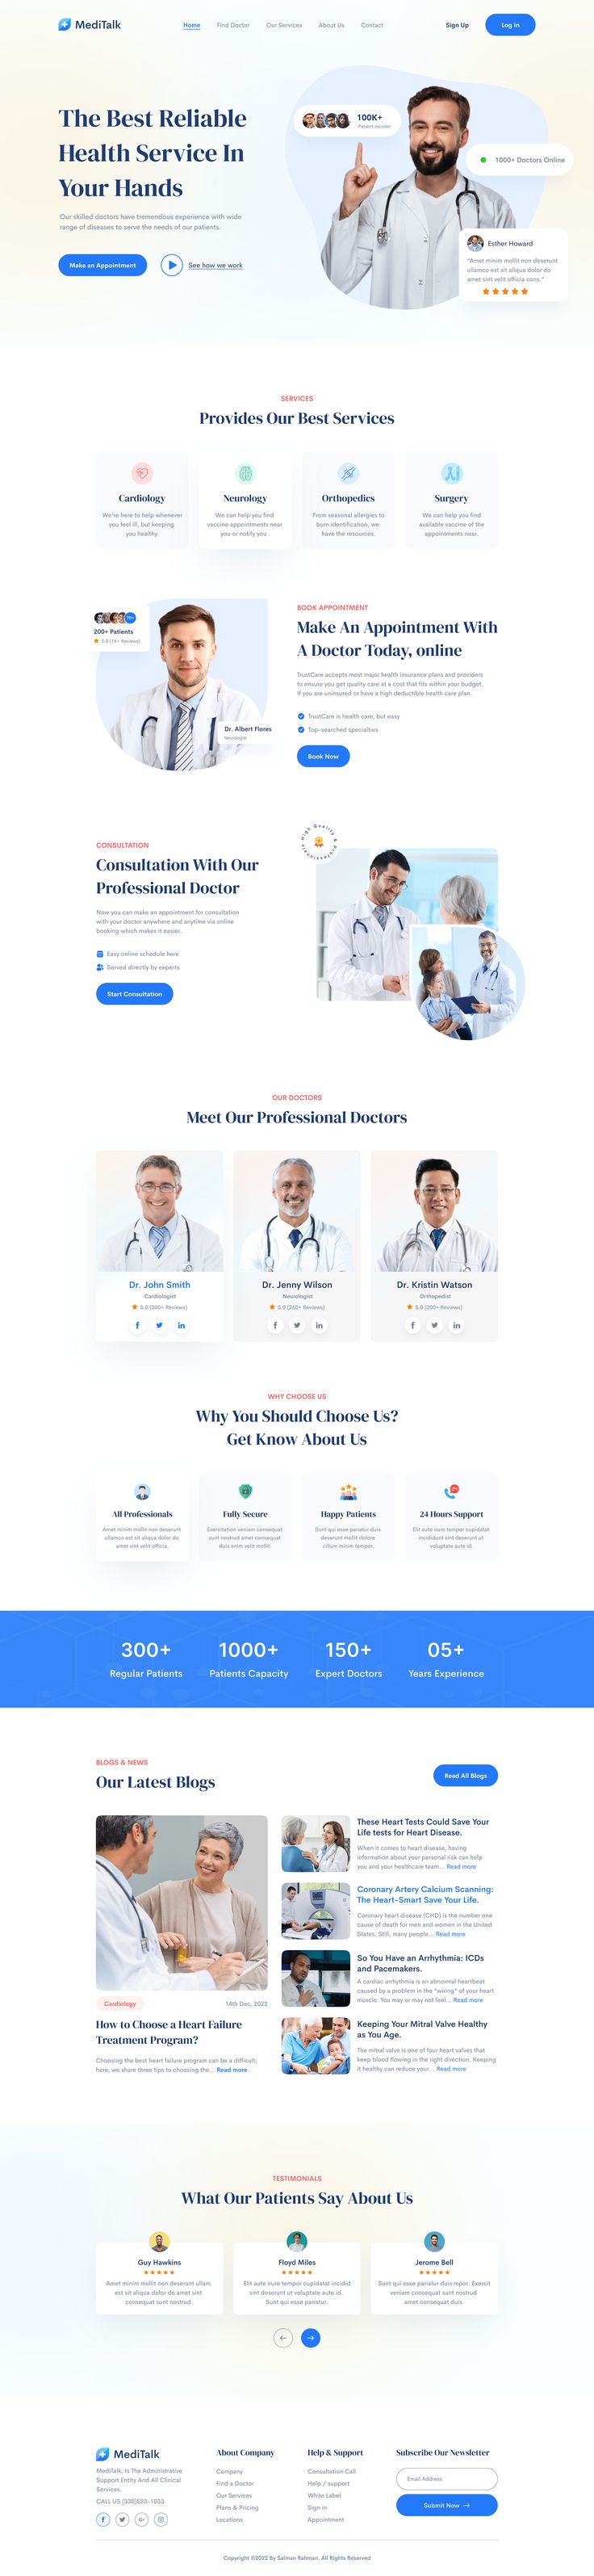 MediTalk
Home Find Doctor Our Services About Us Contact
Sign Up Log In
The Best Reliable
Health Service In
Your Hands
Our skilled doctors have tremendous experience with wide
range of diseases to serve the needs of our patients.
Make an Appointment See how we work
100K+
Patient recover
1000+ Doctors Online
Esther Howard
"Amet minim mollit non deserunt
ullamco est sit aliqua dolor do
amet sint velit officia cons."
SERVICES
Provides Our Best Services
Cardiology
We're here to help whenever
you feel ill, but keeping
you healthy.
Neurology
We can help you find
vaccine appointments near
you or notify you .
Orthopedics
From seasonal allergies to
burn identification, we
have the resources.
Surgery
We can help you find
available vaccine of the
appointments near.
70+
200+ Patients
5.0 (1K+ Reviews)
Dr. Albert Flores
Neurologist
BOOK APPOINTMENT
Make An Appointment With
A Doctor Today, online
TrustCare accepts most major health insurance plans and providers
to ensure you get quality care at a cost that fits within your budget.
If you are uninsured or have a high deductible health care plan.
TrustCare is health care, but easy
Top-searched specialties
Book Now
CONSULTATION
Consultation With Our
Professional Doctor
Now you can make an appointment for consultation
with your doctor anywhere and anytime via online
booking which makes it easier.
Easy online schedule here
Served directly by experts
Start Consultation
High Quality & Professionals
OUR DOCTORS
Meet Our Professional Doctors
Dr. John Smith
Cardiologist
5.0 (300+ Reviews)
f in
Dr. Jenny Wilson
Neurologist
5.0 (260+ Reviews)
f in
Dr. Kristin Watson
Orthopedist
5.0 (200+ Reviews)
f in
WHY CHOOSE US
Why You Should Choose Us?
Get Know About Us
All Professionals
Amet minim mollit non deserunt
ullamco est sit aliqua dolor do
amet sint velit officia.
Fully Secure
Exercitation veniam consequat
sunt nostrud amet consequat
duis enim velit mollit.
Happy Patients
Sunt qui esse pariatur duis
deserunt mollit dolore
cillum minim tempor.
24 Hours Support
Elit aute irure tempor cupidatat
incididunt sint deserunt ut
voluptate aute id.
300+ 1000+ 150+ 05+
Regular Patients Patients Capacity Expert Doctors Years Experience
BLOGS & NEWS
Our Latest Blogs
Read All Blogs
Cardiology 14th Dec, 2022
How to Choose a Heart Failure
Treatment Program?
Choosing the best heart failure program can be a difficult,
here, we share three tips to choosing the... Read more
These Heart Tests Could Save Your
Life tests for Heart Disease.
When it comes to heart disease, having
information about your personal risk can help
you and your healthcare team... Read more
Coronary Artery Calcium Scanning:
The Heart-Smart Save Your Life.
Coronary heart disease (CHD) is the number one
cause of death for men and women in the United
States. Still, many people... Read more
So You Have an Arrhythmia: ICDs
and Pacemakers.
A cardiac arrhythmia is an abnormal heartbeat
caused by a problem in the "wiring" of your heart
muscle. You may or may not feel... Read more
Keeping Your Mitral Valve Healthy
as You Age.
The mitral valve is one of four heart valves that
keep blood flowing in the right direction. Keeping
it healthy can reduce your... Read more
TESTIMONIALS
What Our Patients Say About Us
Guy Hawkins
Amet minim mollit non deserunt ullam
est sit aliqua dolor do amet sint
consequat sunt nostrud.
Floyd Miles
Elit aute irure tempor cupidatat incidid
sint deserunt ut voluptate aute id.
Sunt qui esse pariatur.
Jerome Bell
Sunt qui esse pariatur duis mpor. Exercit
veniam consequat sunt nostrud
amet consequat duis.
MediTalk
MediTalk, Is The Administrative
Support Entity And All Clinical
Services.
CALL US (330)523-1033
f G+
About Company
Company
Find a Doctor
Our Services
Plans & Pricing
Locations
Help & Support
Consultation Call
Help / support
White Label
Sign in
Appointment
Subscribe Our Newsletter
Email Address
Submit Now
Copyright ©2022 By Salman Rahman. All Rights Reserved